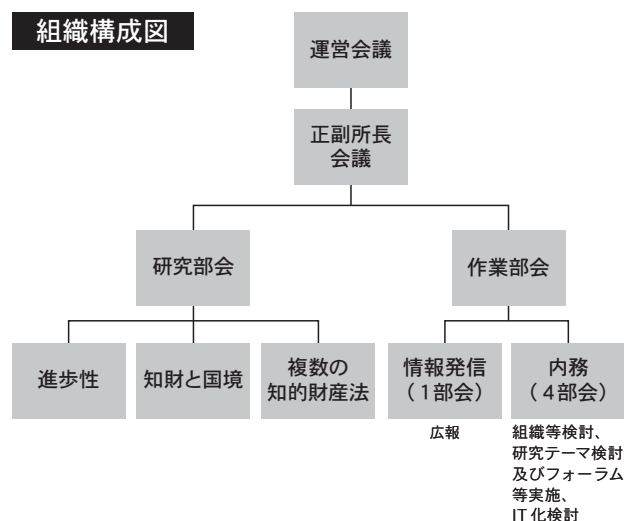 組織構成図
運営会議
正副所長
会議
研究部会
作業部会
進歩性
知財と国境
複数の
知的財産法
情報発信
（1部会）
広報
内務
（4部会）
組織等検討、
研究テーマ検討
及びフォーラム
等実施、
IT化検討